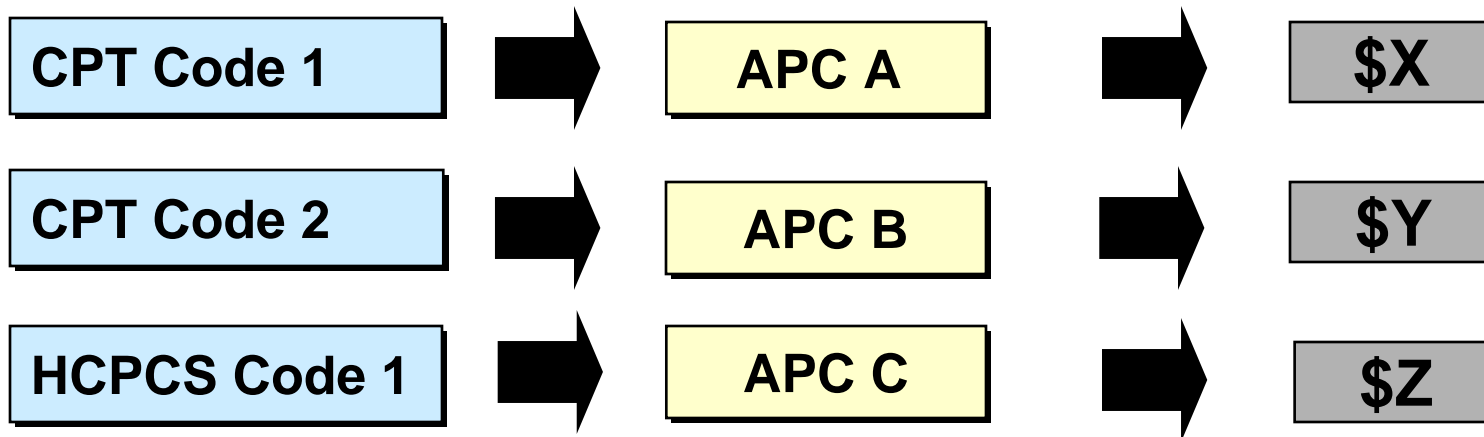 CPT Code 1 APC A $X
CPT Code 2 APC B $Y
HCPCS Code 1 APC C $Z